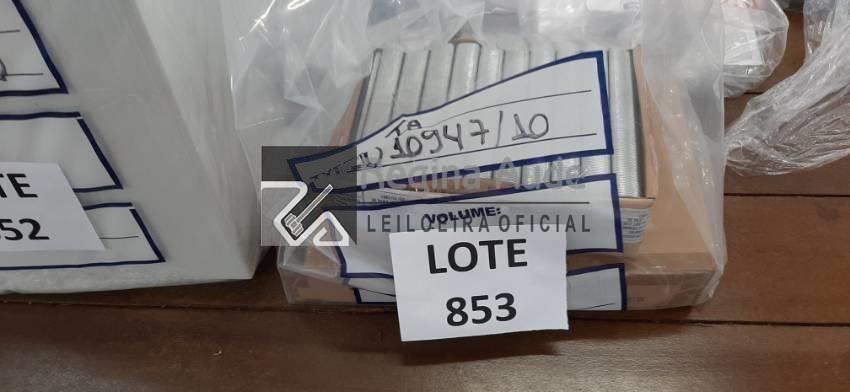 TA
10947/10
Regina Aude
LEILOEIRA OFICIAL
VOLUME:
LOTE
853
TE
52